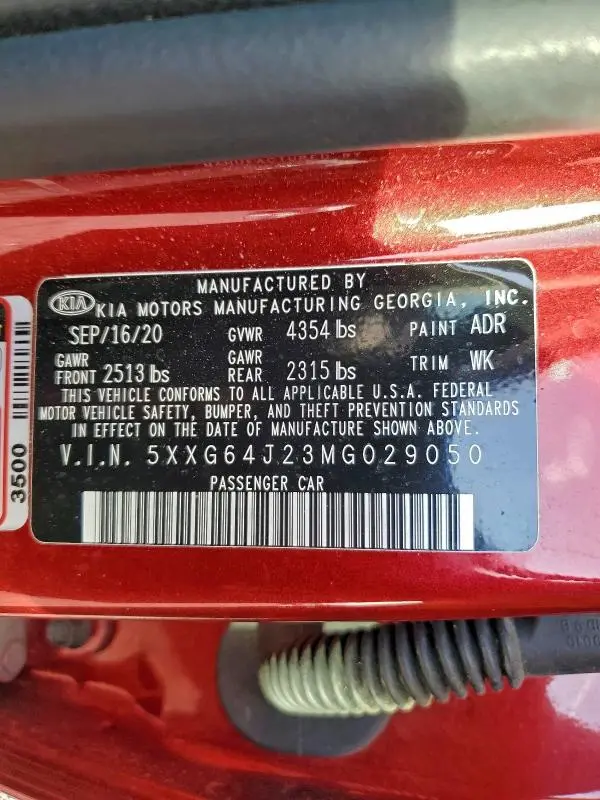 MANUFACTURED BY
KIA
KIA MOTORS MANUFACTURING GEORGIA, INC.
SEP/16/20 GVWR 4354 lbs PAINT ADR
GAWR FRONT 2513 lbs GAWR REAR 2315 lbs TRIM WK
THIS VEHICLE CONFORMS TO ALL APPLICABLE U.S.A. FEDERAL
MOTOR VEHICLE SAFETY, BUMPER, AND THEFT PREVENTION STANDARDS
IN EFFECT ON THE DATE OF MANUFACTURE SHOWN ABOVE.
V.I.N. 5XXG64J23MG029050
PASSENGER CAR
3500